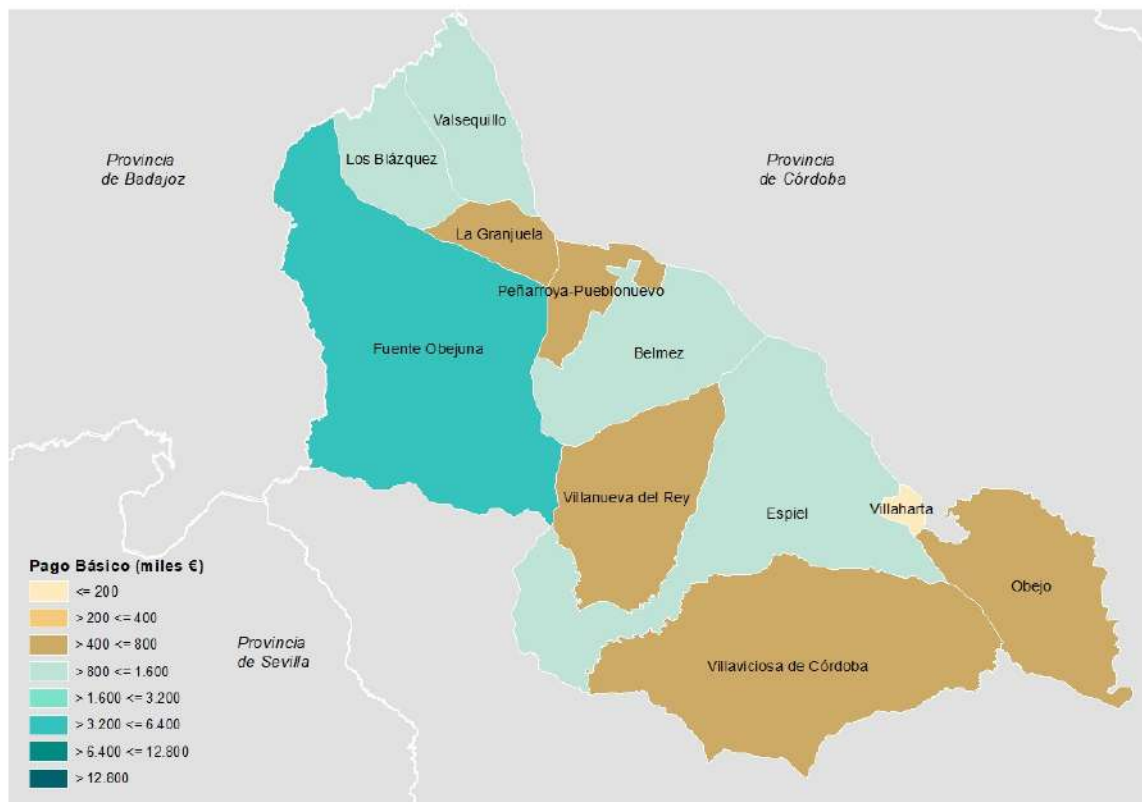 Valsequillo
Los Blázquez
Provincia
de Badajoz
Provincia
de Córdoba
La Granjuela
Peñarroya-Pueblonuevo
Fuente Obejuna
Belmez
Villanueva del Rey
Espiel
Villaharta
Obejo
Villaviciosa de Córdoba
Provincia
de Sevilla
Pago Básico (miles €)
<= 200
> 200 <= 400
> 400 <= 800
> 800 <= 1.600
> 1.600 <= 3.200
> 3.200 <= 6.400
> 6.400 <= 12.800
> 12.800